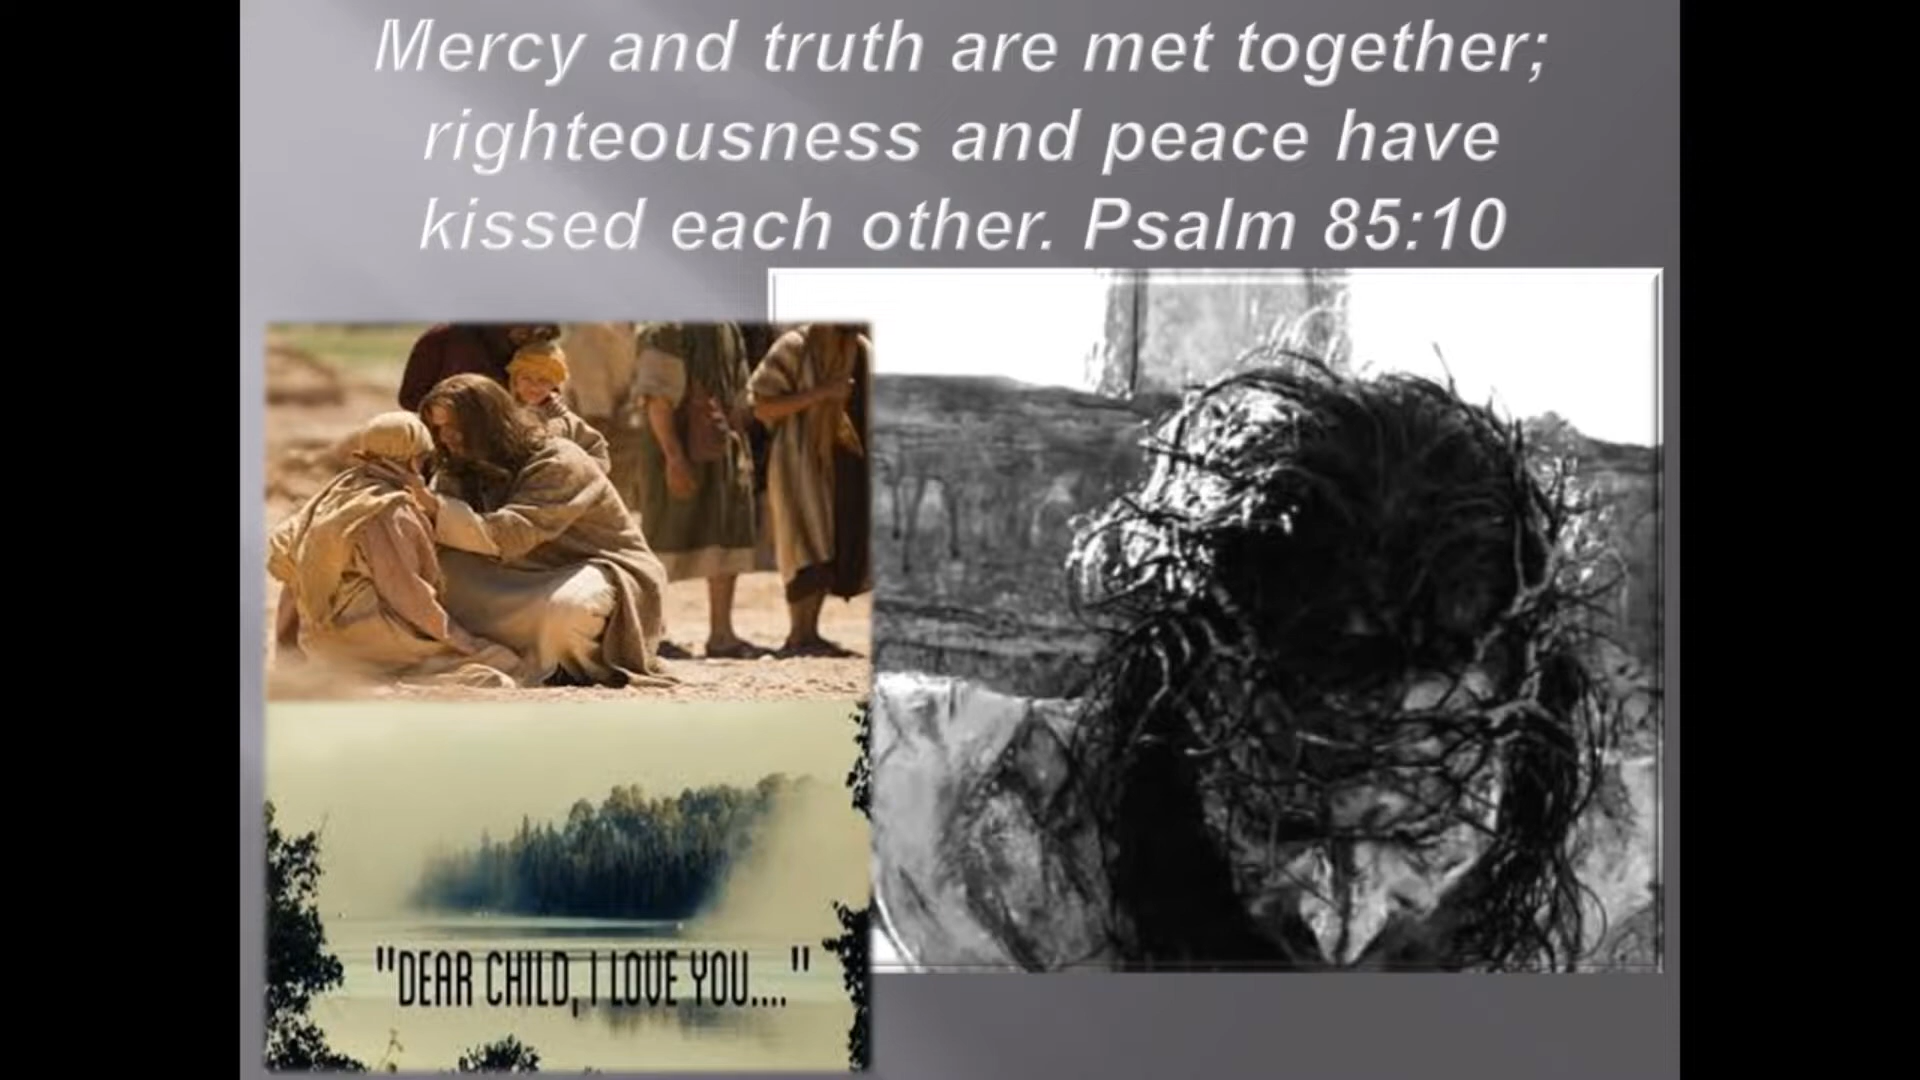 Mercy and truth are met together;
righteousness and peace have
kissed each other. Psalm 85:10
"DEAR CHILD, I LOVE YOU...."